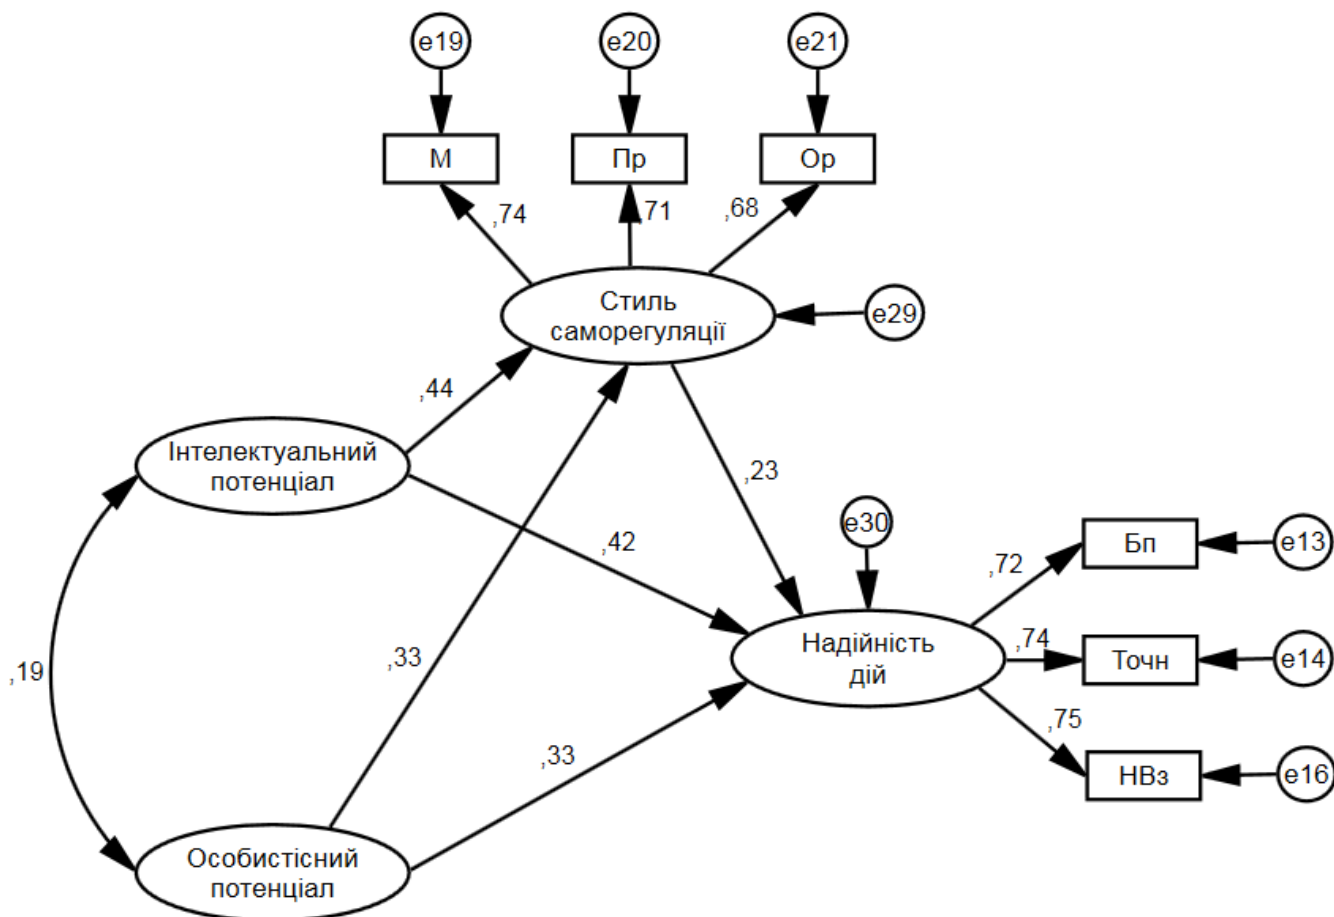 e19
e20
e21
М
Пр
Ор
,74
,71
,68
Стиль
саморегуляції
e29
,44
Інтелектуальний
потенціал
,23
e30
,42
Бп
e13
,72
Надійність
дій
,74
Точн
e14
,19
,33
,75
,33
НВз
e16
Особистісний
потенціал